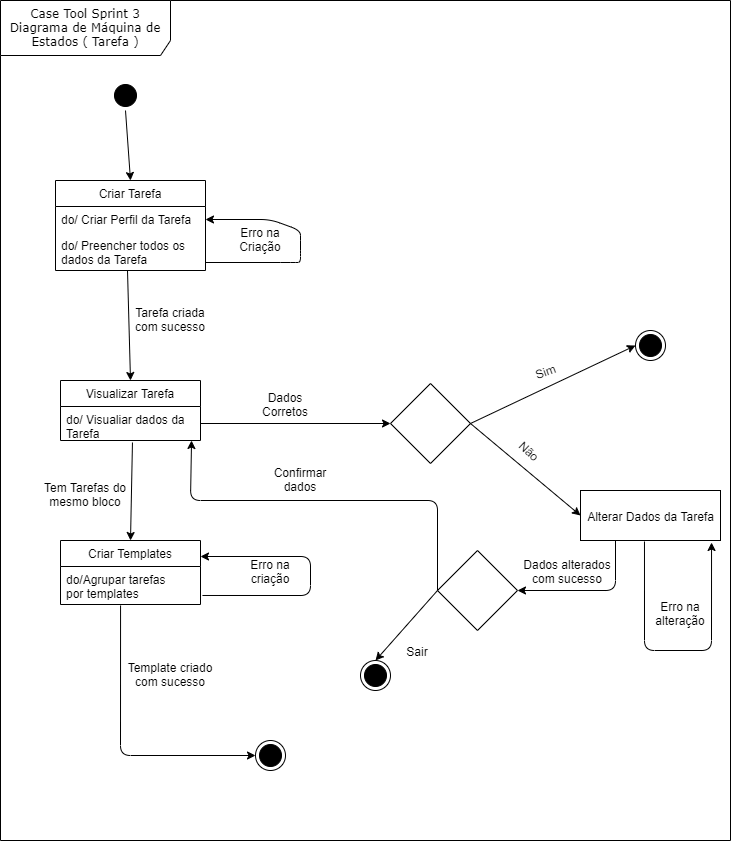 Case Tool Sprint 3
Diagrama de Máquina de
Estados ( Tarefa )
Criar Tarefa
do/ Criar Perfil da Tarefa
do/ Preencher todos os
dados da Tarefa
Erro na
Criação
Tarefa criada
com sucesso
Visualizar Tarefa
do/ Visualiar dados da
Tarefa
Dados
Corretos
Sim
Não
Confirmar
dados
Tem Tarefas do
mesmo bloco
Alterar Dados da Tarefa
Criar Templates
do/Agrupar tarefas
por templates
Erro na
criação
Dados alterados
com sucesso
Erro na
alteração
Sair
Template criado
com sucesso